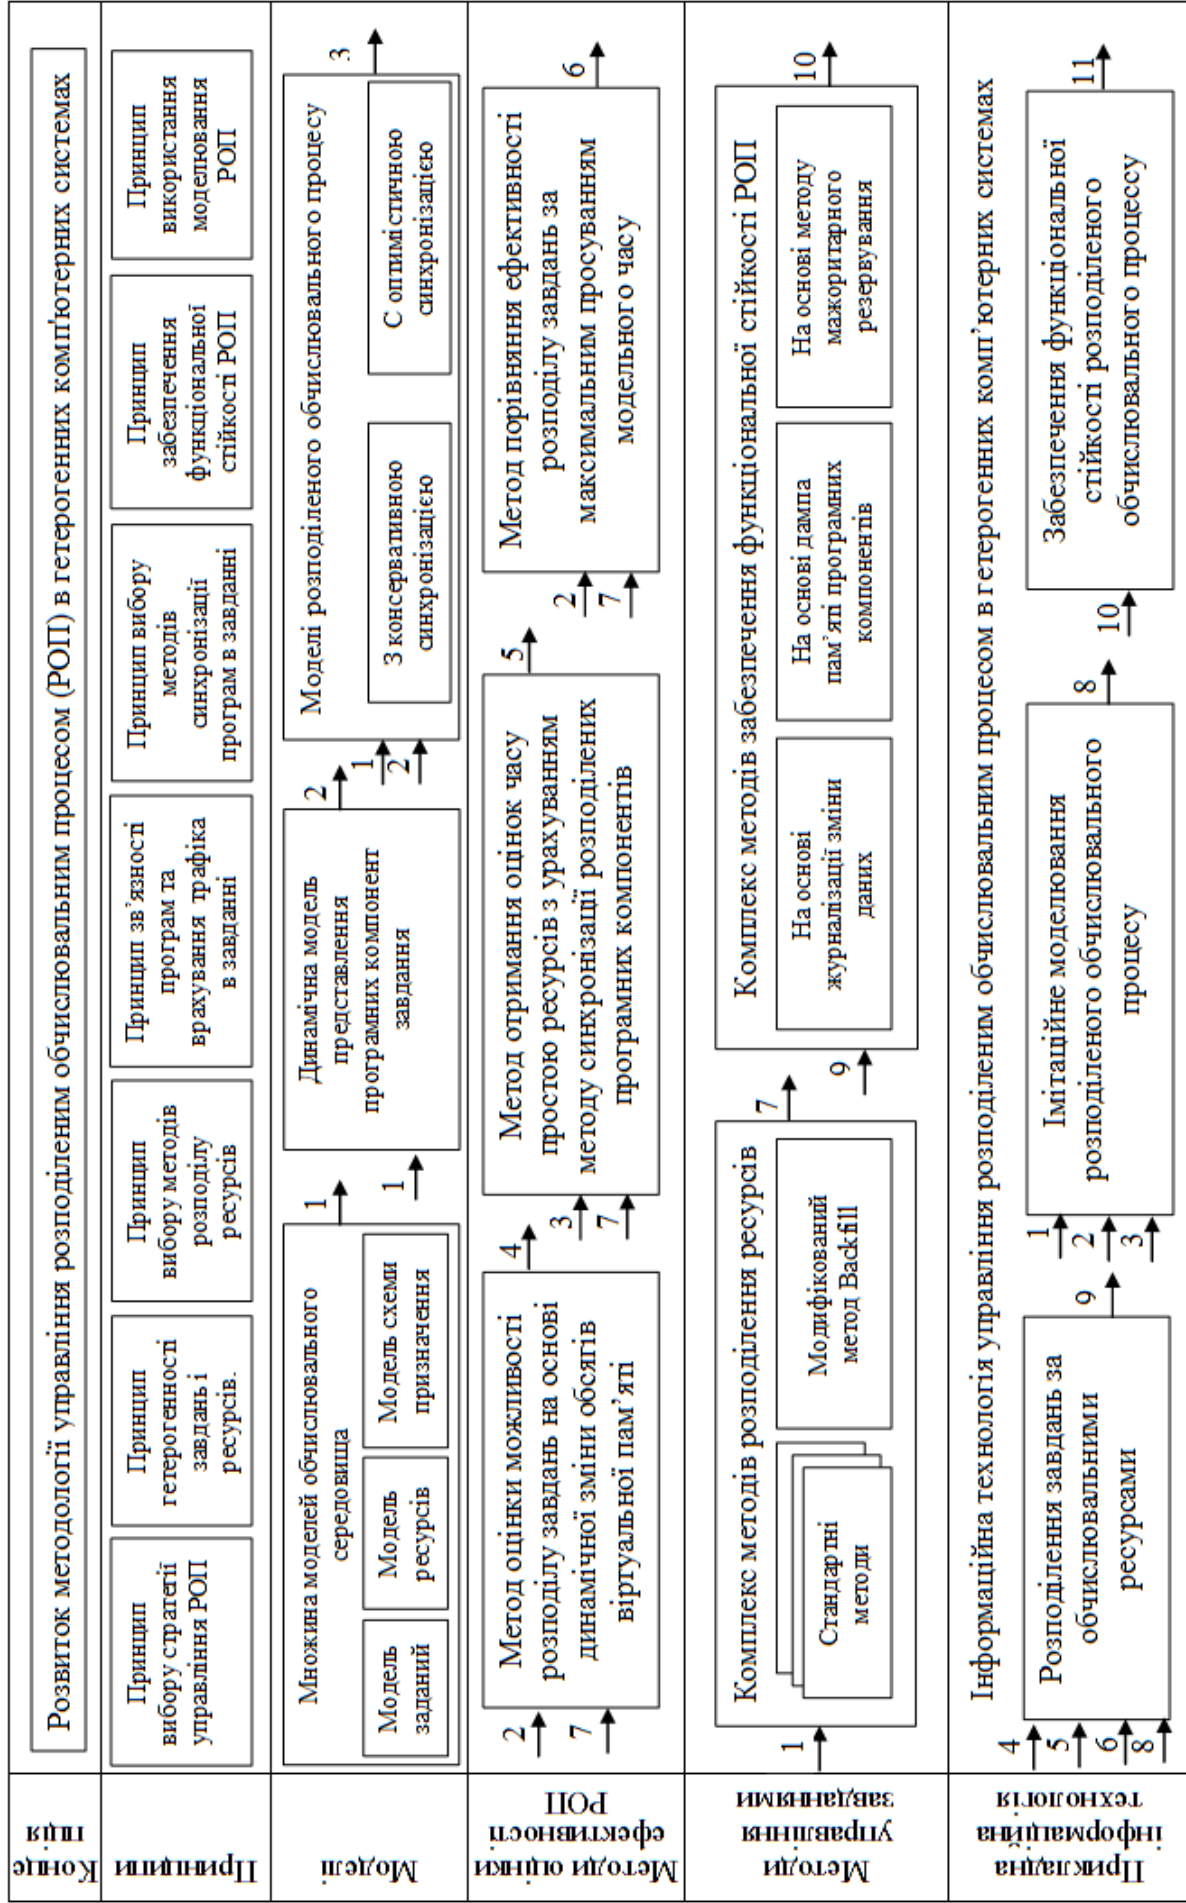 Конце
пція
Розвиток методології управління розподіленим обчислювальним процесом (РОП) в гетерогенних комп'ютерних системах
Принципи
Принцип
вибору стратегії
управління РОП
Принцип
гетерогенності
завдань і
ресурсів.
Принцип
вибору методів
розподілу
ресурсів
Принцип зв'язності
програм та
врахування трафіка
в завданні
Принцип вибору
методів
синхронізації
програм в завданні
Принцип
забезпечення
функціональної
стійкості РОП
Принцип
використання
моделювання
РОП
Моделі
Множина моделей обчислювального
середовища
Модель
заданий
Модель
ресурсів
Модель схеми
призначення
1
1
Динамічна модель
представлення
програмних компонент
завдання
2
1
2
Моделі розподіленого обчислювального процесу
З консервативною
синхронізацією
С оптимістичною
синхронізацією
3
Методи оцінки
ефективності
РОП
2
7
Метод оцінки можливості
розподілу завдань на основі
динамічної зміни обсягів
віртуальної пам'яті
4
3
7
Метод отримання оцінок часу
простою ресурсів з урахуванням
методу синхронізації розподілених
програмних компонентів
5
2
7
Метод порівняння ефективності
розподілу завдань за
максимальним просуванням
модельного часу
6
Методи
управління
завданнями
1
Комплекс методів розподілення ресурсів
Стандартні
методи
Модифікований
метод Backfill
7
9
Комплекс методів забезпечення функціональної стійкості РОП
На основі
журналізації зміни
даних
На основі дампа
пам'яті програмних
компонентів
На основі методу
мажоритарного
резервування
10
Прикладна
інформаційна
технологія
Інформаційна технологія управління розподіленим обчислювальним процесом в гетерогенних комп'ютерних системах
4
5
6
8
Розподілення завдань за
обчислювальними
ресурсами
9
1
2
3
Імітаційне моделювання
розподіленого обчислювального
процесу
8
10
Забезпечення функціональної
стійкості розподіленого
обчислювального процессу
11